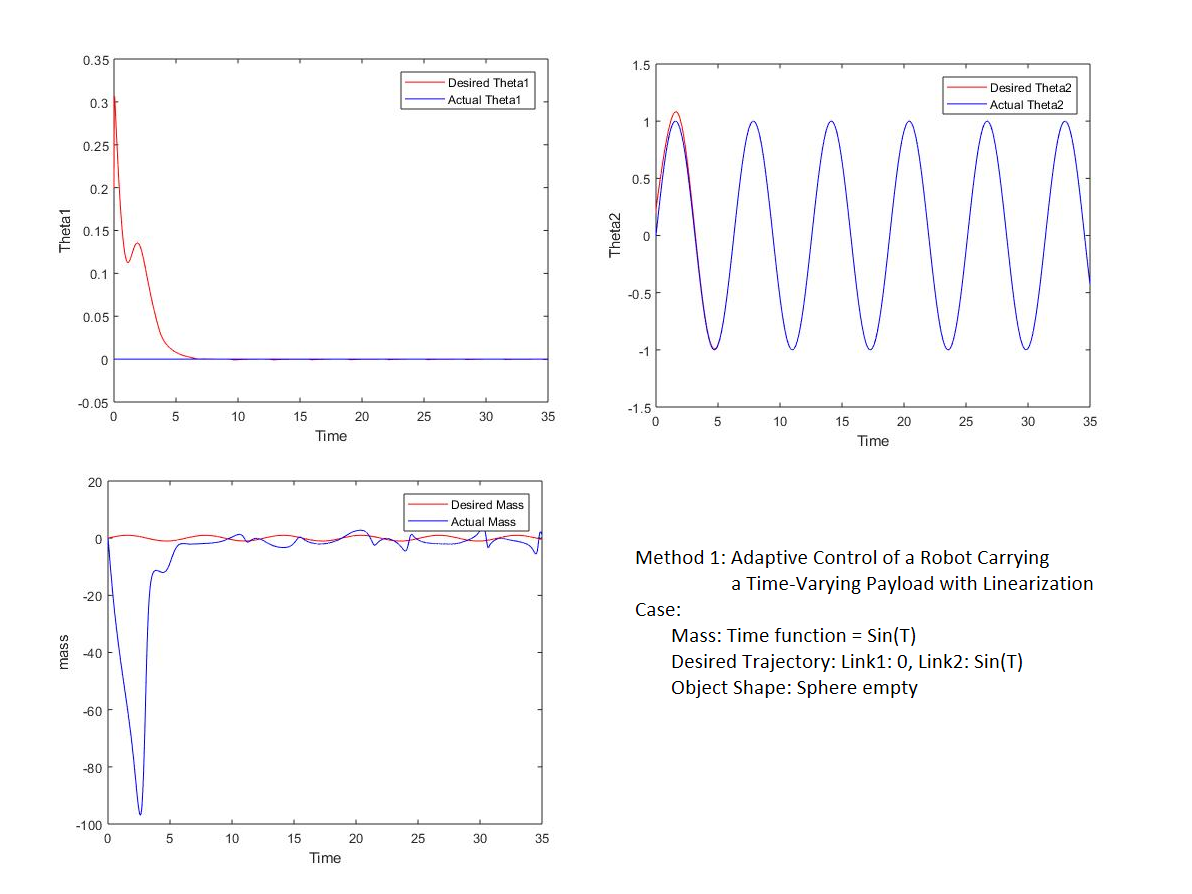 0.35
0.3
0.25
0.2
0.15
0.1
0.05
0
-0.05
Theta1
Desired Theta1
Actual Theta1
0 5 10 15 20 25 30 35
Time
1.5
1
0.5
0
-0.5
-1
-1.5
Theta2
Desired Theta2
Actual Theta2
0 5 10 15 20 25 30 35
Time
20
0
-20
-40
-60
-80
-100
mass
Desired Mass
Actual Mass
0 5 10 15 20 25 30 35
Time
Method 1: Adaptive Control of a Robot Carrying
a Time-Varying Payload with Linearization
Case:
Mass: Time function = Sin(T)
Desired Trajectory: Link1: 0, Link2: Sin(T)
Object Shape: Sphere empty